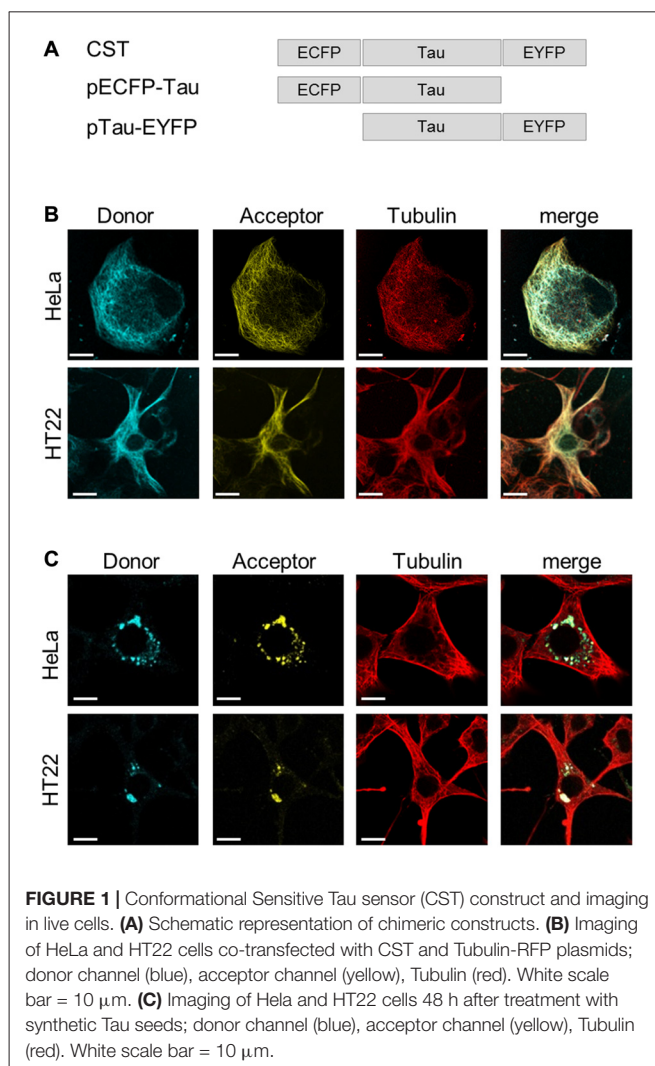 A CST ECFP Tau EYFP
pECFP-Tau ECFP Tau
pTau-EYFP Tau EYFP
B Donor Acceptor Tubulin merge
HeLa
HT22
C Donor Acceptor Tubulin merge
HeLa
HT22
FIGURE 1 | Conformational Sensitive Tau sensor (CST) construct and imaging
in live cells. (A) Schematic representation of chimeric constructs. (B) Imaging
of HeLa and HT22 cells co-transfected with CST and Tubulin-RFP plasmids;
donor channel (blue), acceptor channel (yellow), Tubulin (red). White scale
bar = 10 μm. (C) Imaging of Hela and HT22 cells 48 h after treatment with
synthetic Tau seeds; donor channel (blue), acceptor channel (yellow), Tubulin
(red). White scale bar = 10 μm.